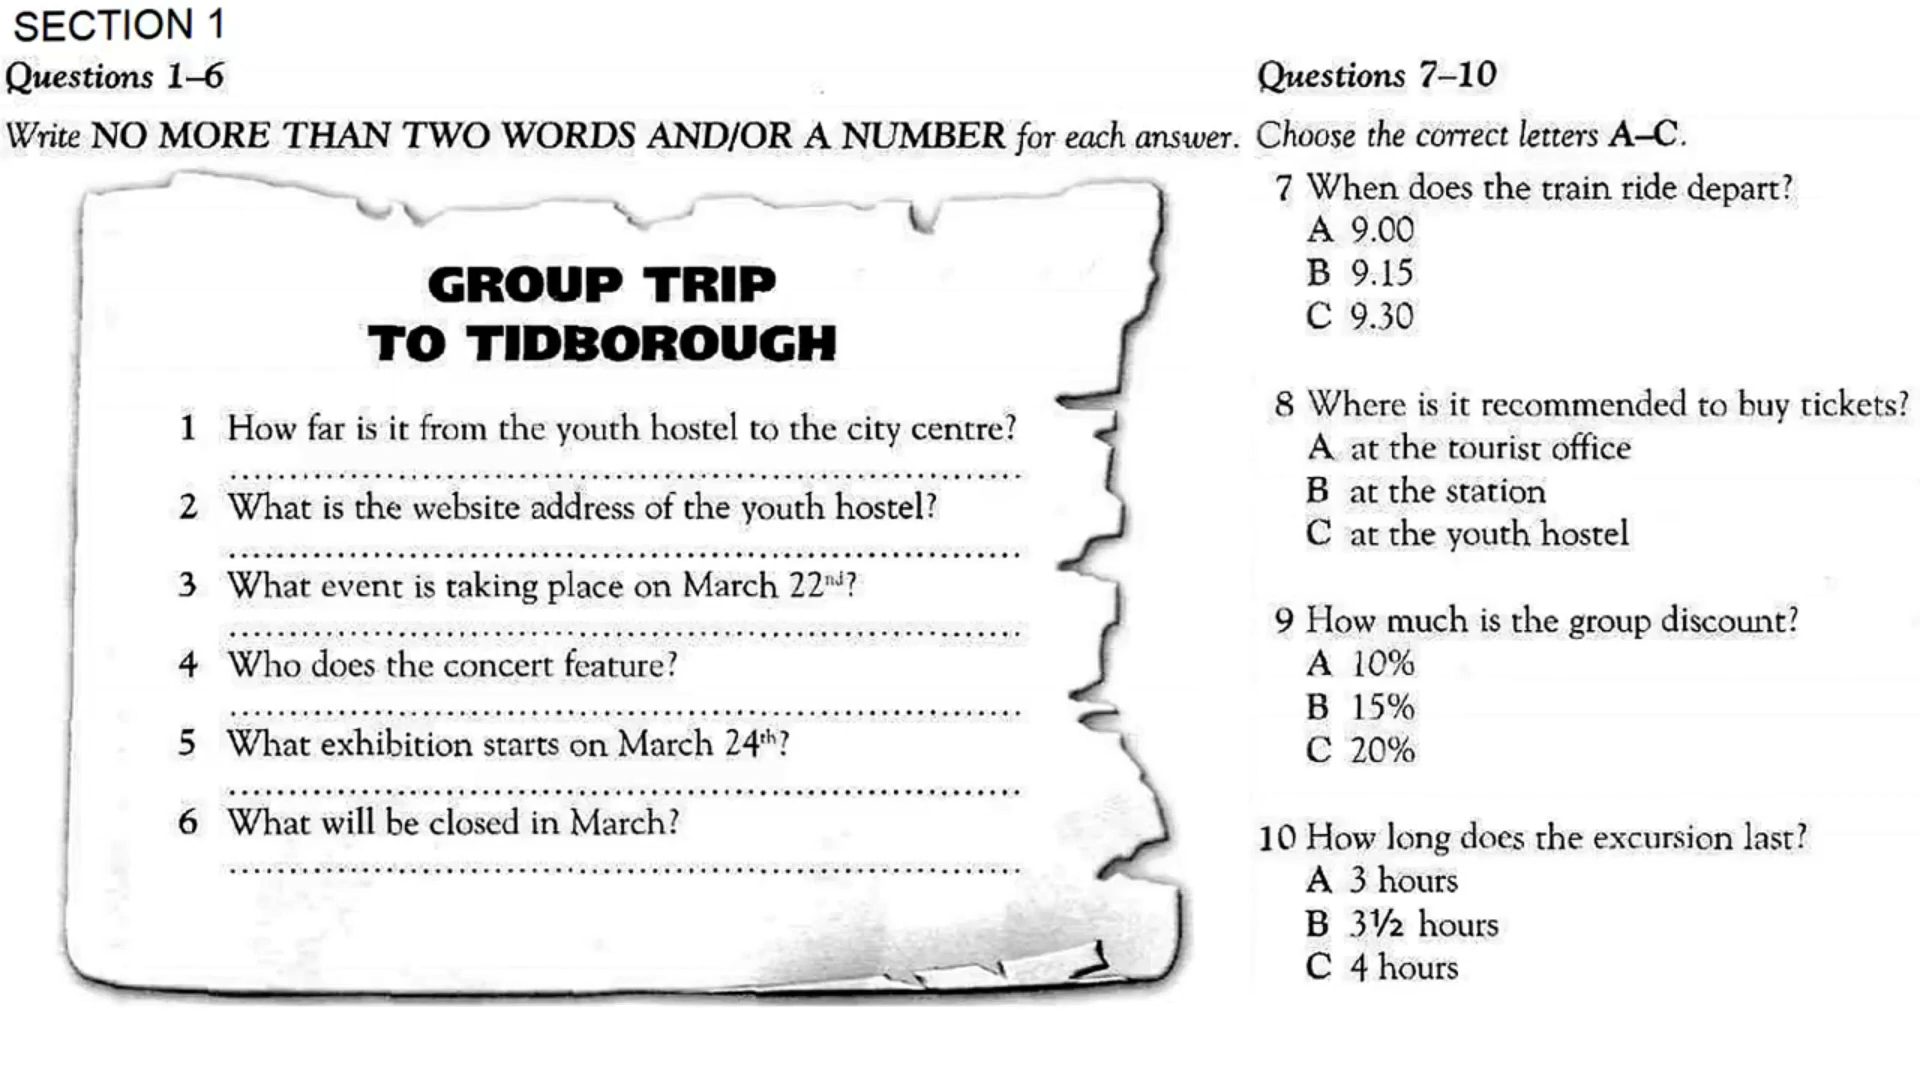 SECTION 1
Questions 1–6
Write NO MORE THAN TWO WORDS AND/OR A NUMBER for each answer.
GROUP TRIP
TO TIDBOROUGH
1 How far is it from the youth hostel to the city centre?
2 What is the website address of the youth hostel?
3 What event is taking place on March 22nd?
4 Who does the concert feature?
5 What exhibition starts on March 24th?
6 What will be closed in March?
Questions 7–10
Choose the correct letters A–C.
7 When does the train ride depart?
A 9.00
B 9.15
C 9.30
8 Where is it recommended to buy tickets?
A at the tourist office
B at the station
C at the youth hostel
9 How much is the group discount?
A 10%
B 15%
C 20%
10 How long does the excursion last?
A 3 hours
B 3½ hours
C 4 hours